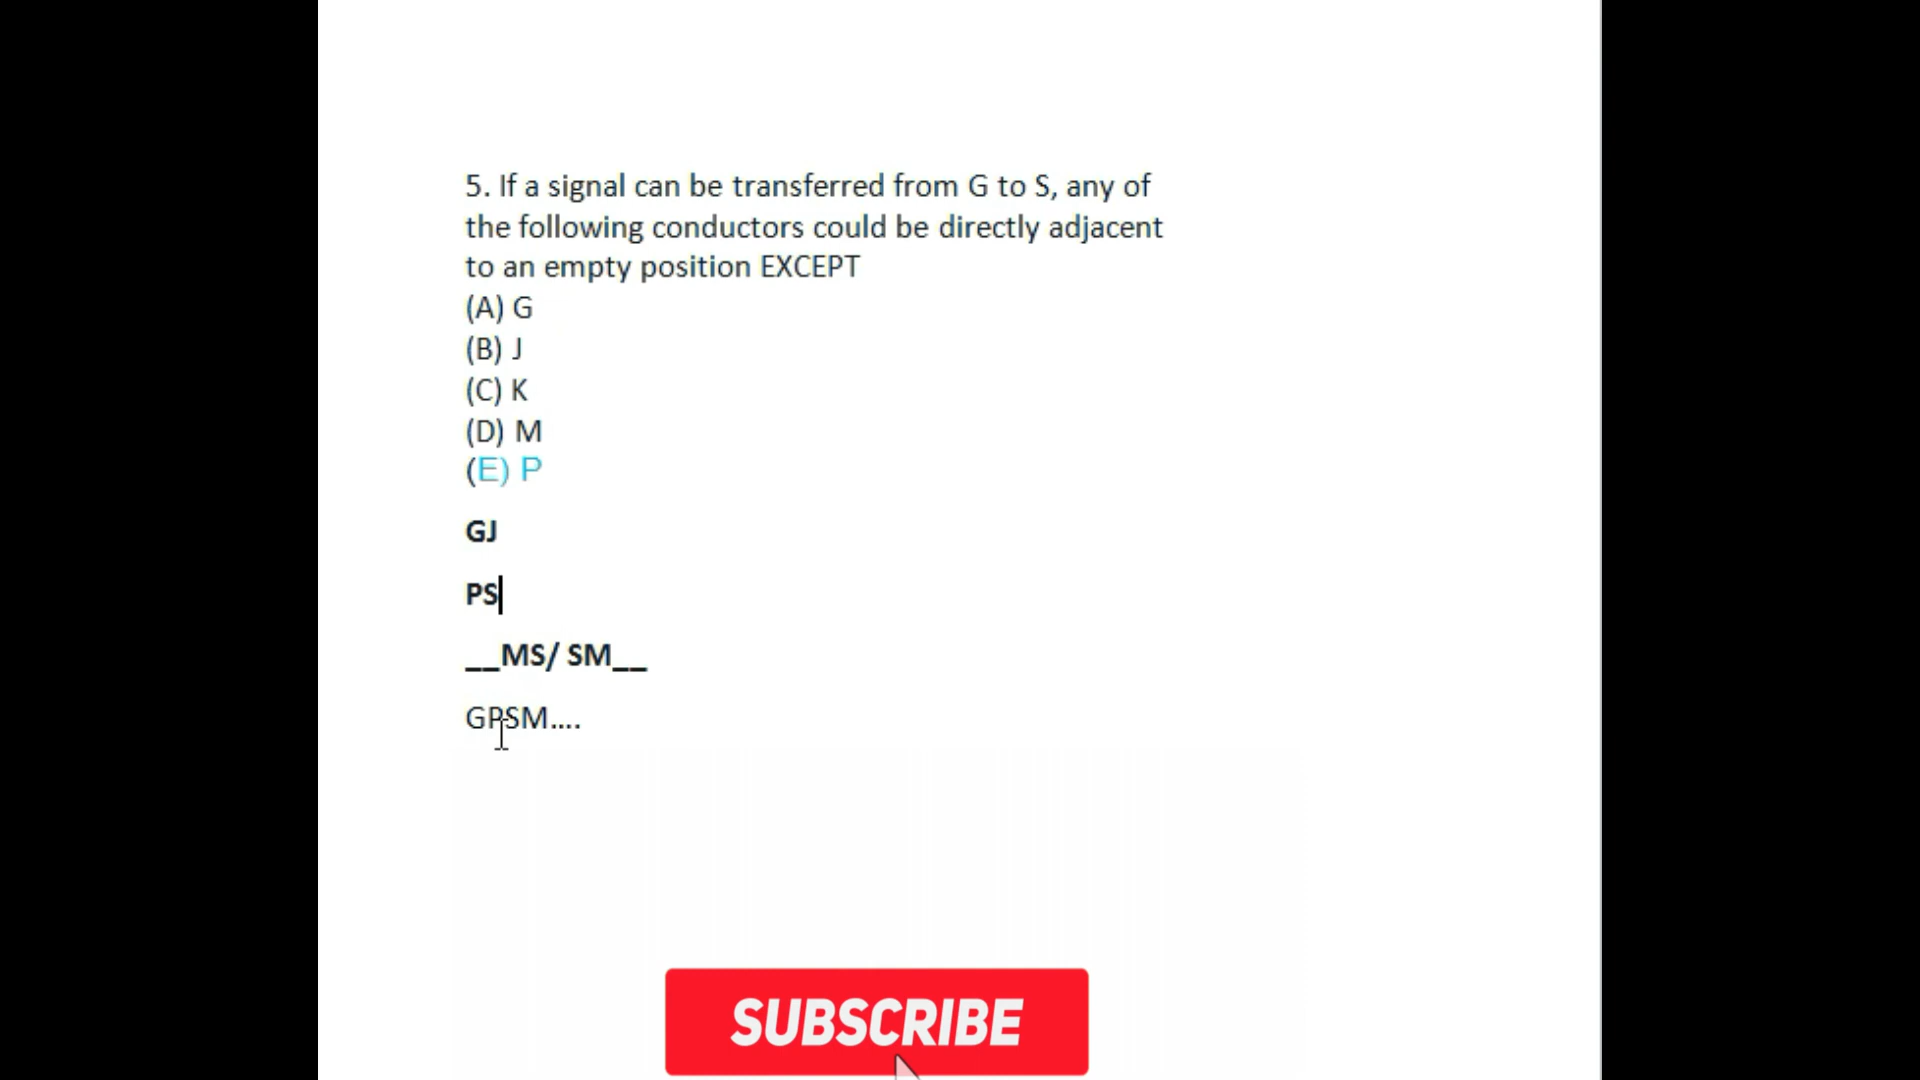 5. If a signal can be transferred from G to S, any of
the following conductors could be directly adjacent
to an empty position EXCEPT
(A) G
(B) J
(C) K
(D) M
(E) P
GJ
PS
__MS/ SM__
GPSM....
SUBSCRIBE